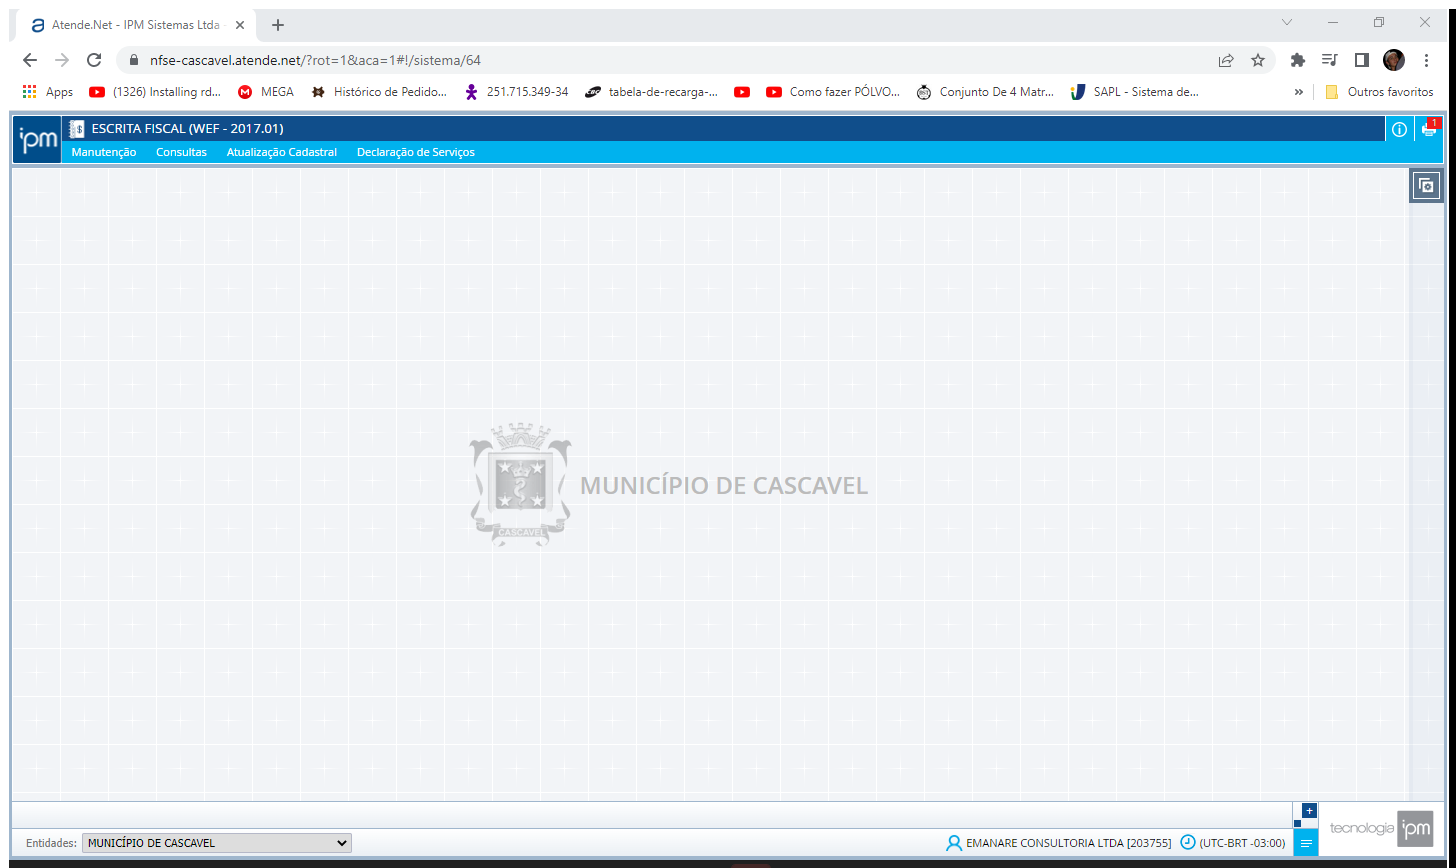 Atende.Net - IPM Sistemas Ltda
nfse-cascavel.atende.net/?rot=1&aca=1#!/sistema/64
Apps (1326) Installing rd... MEGA Histórico de Pedido... 251.715.349-34 tabela-de-recarga-... Como fazer PÓLVO... Conjunto De 4 Matr... SAPL - Sistema de... » Outros favoritos
ipm ESCRITA FISCAL (WEF - 2017.01) 1
Manutenção Consultas Atualização Cadastral Declaração de Serviços
MUNICÍPIO DE CASCAVEL
CASCAVEL
Entidades: MUNICÍPIO DE CASCAVEL EMANARE CONSULTORIA LTDA [203755] (UTC-BRT -03:00) tecnologia ipm